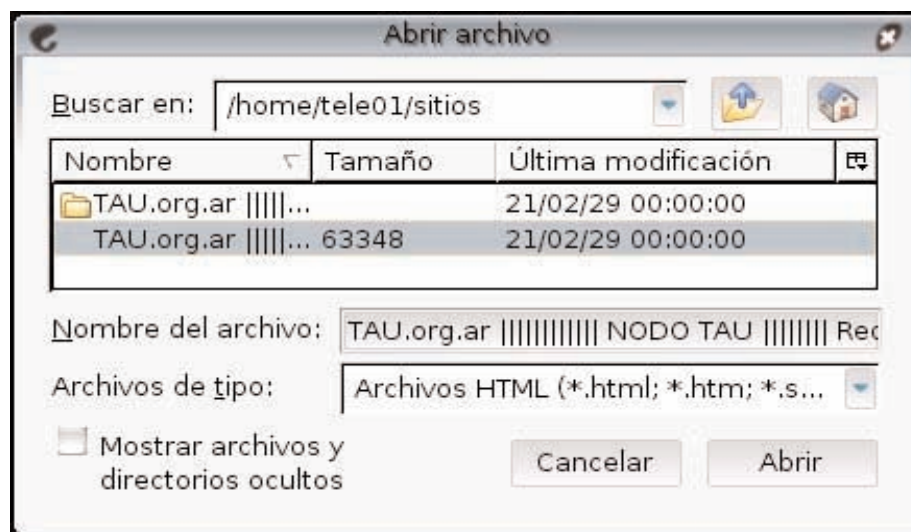 Abrir archivo
Buscar en: /home/tele01/sitios
Nombre Tamaño Última modificación
TAU.org.ar |||||... 21/02/29 00:00:00
TAU.org.ar |||||... 63348 21/02/29 00:00:00
Nombre del archivo: TAU.org.ar |||||||||||| NODO TAU |||||||| Rec
Archivos de tipo: Archivos HTML (*.html; *.htm; *.s...
Mostrar archivos y
directorios ocultos
Cancelar Abrir